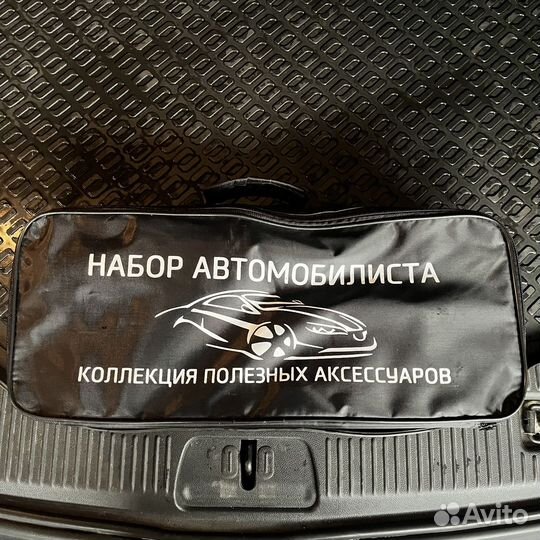 НАБОР АВТОМОБИЛИСТА
КОЛЛЕКЦИЯ ПОЛЕЗНЫХ АКСЕССУАРОВ
Avito